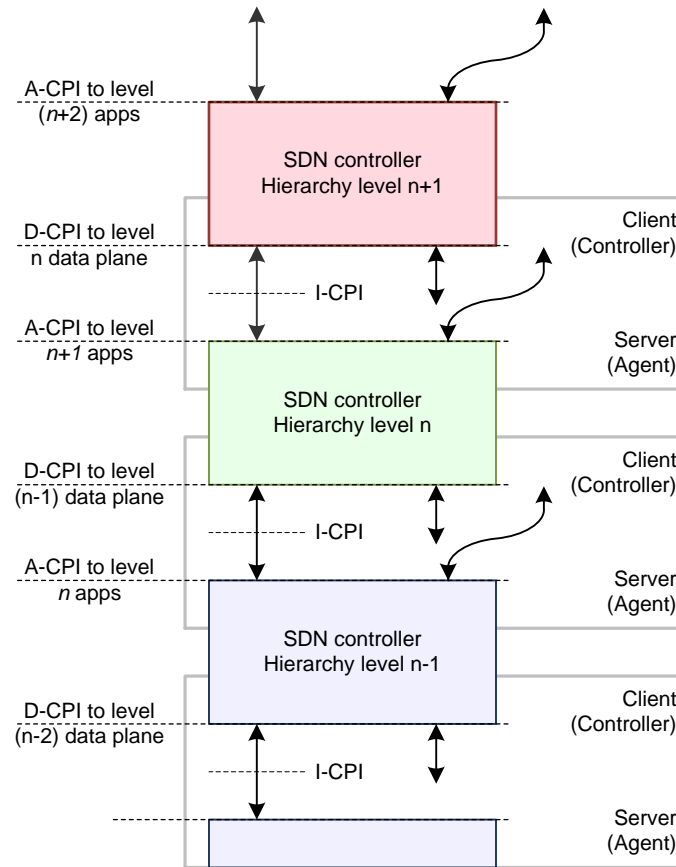 A-CPI to level
(n+2) apps
SDN controller
Hierarchy level n+1
Client
(Controller)
D-CPI to level
n data plane
I-CPI
A-CPI to level
n+1 apps
Server
(Agent)
SDN controller
Hierarchy level n
Client
(Controller)
D-CPI to level
(n-1) data plane
I-CPI
A-CPI to level
n apps
Server
(Agent)
SDN controller
Hierarchy level n-1
Client
(Controller)
D-CPI to level
(n-2) data plane
I-CPI
Server
(Agent)